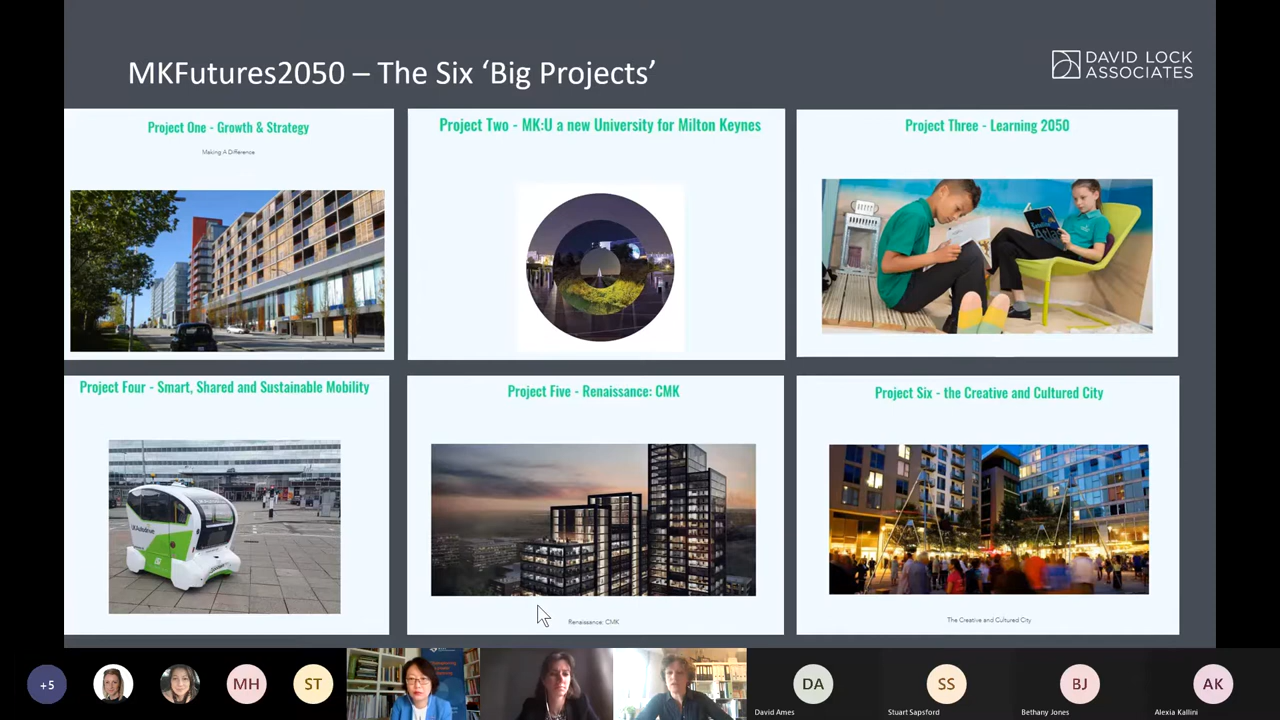 MKFutures2050 – The Six ‘Big Projects’
DAVID LOCK
ASSOCIATES
Project One - Growth & Strategy
Making A Difference
Project Two - MK:U a new University for Milton Keynes
Project Three - Learning 2050
Project Four - Smart, Shared and Sustainable Mobility
Project Five - Renaissance: CMK
Renaissance: CMK
Project Six - the Creative and Cultured City
The Creative and Cultured City
+5
MH
ST
DA
David Ames
SS
Stuart Sapsford
BJ
Bethany Jones
AK
Alexia Kallini